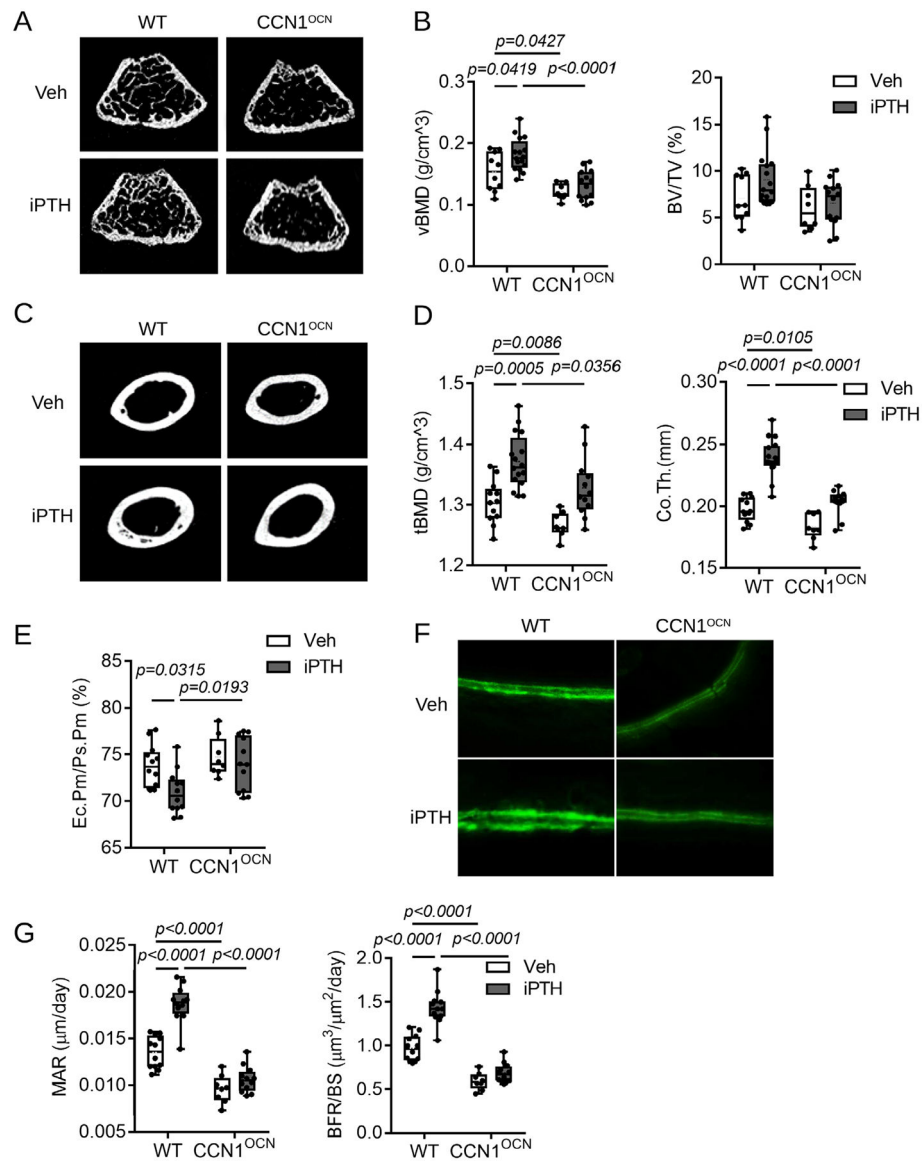 A
WT CCN1OCN
Veh
iPTH
B
p=0.0427
p=0.0419 p<0.0001
0.3
0.2
0.1
0.0
vBMD (g/cm^3)
WT CCN1OCN
20
15
10
5
0
BV/TV (%)
WT CCN1OCN
Veh
iPTH
C
WT CCN1OCN
Veh
iPTH
D
p=0.0086
p=0.0005 p=0.0356
1.5
1.4
1.3
1.2
tBMD (g/cm^3)
WT CCN1OCN
p=0.0105
p<0.0001 p<0.0001
0.30
0.25
0.20
0.15
Co.Th.(mm)
WT CCN1OCN
Veh
iPTH
E
Veh
iPTH
p=0.0315
p=0.0193
85
80
75
70
65
Ec.Pm/Ps.Pm (%)
WT CCN1OCN
F
WT CCN1OCN
Veh
iPTH
G
p<0.0001
p<0.0001 p<0.0001
0.025
0.020
0.015
0.010
0.005
MAR (μm/day)
WT CCN1OCN
p<0.0001
p<0.0001 p<0.0001
2.0
1.5
1.0
0.5
0.0
BFR/BS (μm3/μm2/day)
WT CCN1OCN
Veh
iPTH